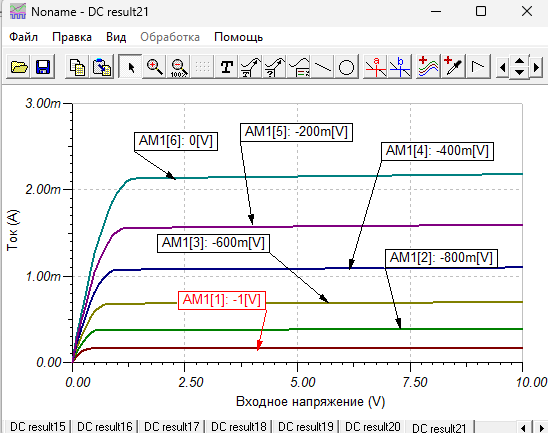 Noname - DC result21
Файл Правка Вид Обработка Помощь
100%
T
a
b
3.00m
AM1[6]: 0[V]
AM1[5]: -200m[V]
AM1[4]: -400m[V]
2.00m
Ток (А)
AM1[3]: -600m[V]
AM1[2]: -800m[V]
1.00m
AM1[1]: -1[V]
0.00
0.00 2.50 5.00 7.50 10.00
Входное напряжение (V)
DC result15 DC result16 DC result17 DC result18 DC result19 DC result20 DC result21